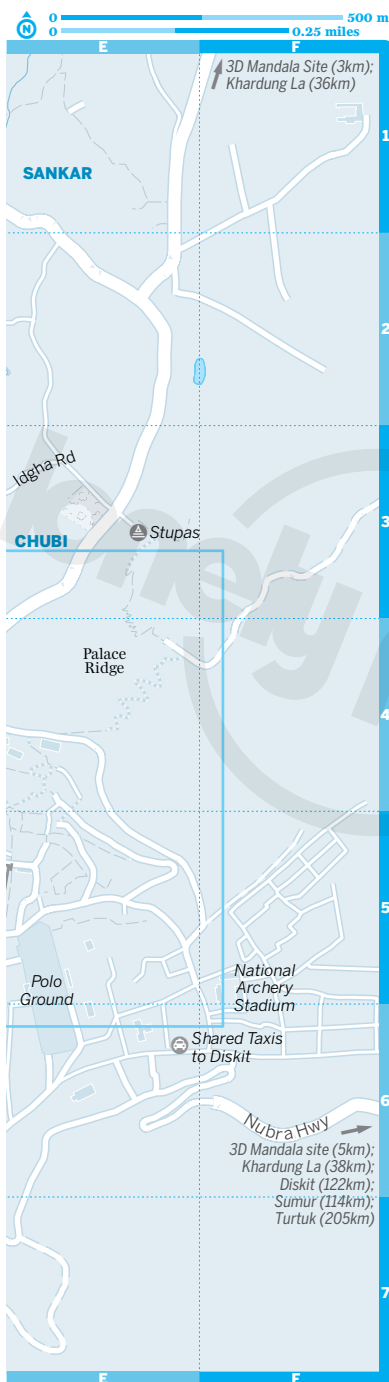 N
0 500 m
0 0.25 miles
E F
3D Mandala Site (3km);
Khardung La (36km)
1
SANKAR
2
Idgha Rd
3
Stupas
CHUBI
Palace
Ridge
4
5
Polo
Ground
National
Archery
Stadium
Shared Taxis
to Diskit
6
Nubra Hwy
3D Mandala site (5km);
Khardung La (38km);
Diskit (122km);
Sumur (114km);
Turtuk (205km)
7
E F
lonely